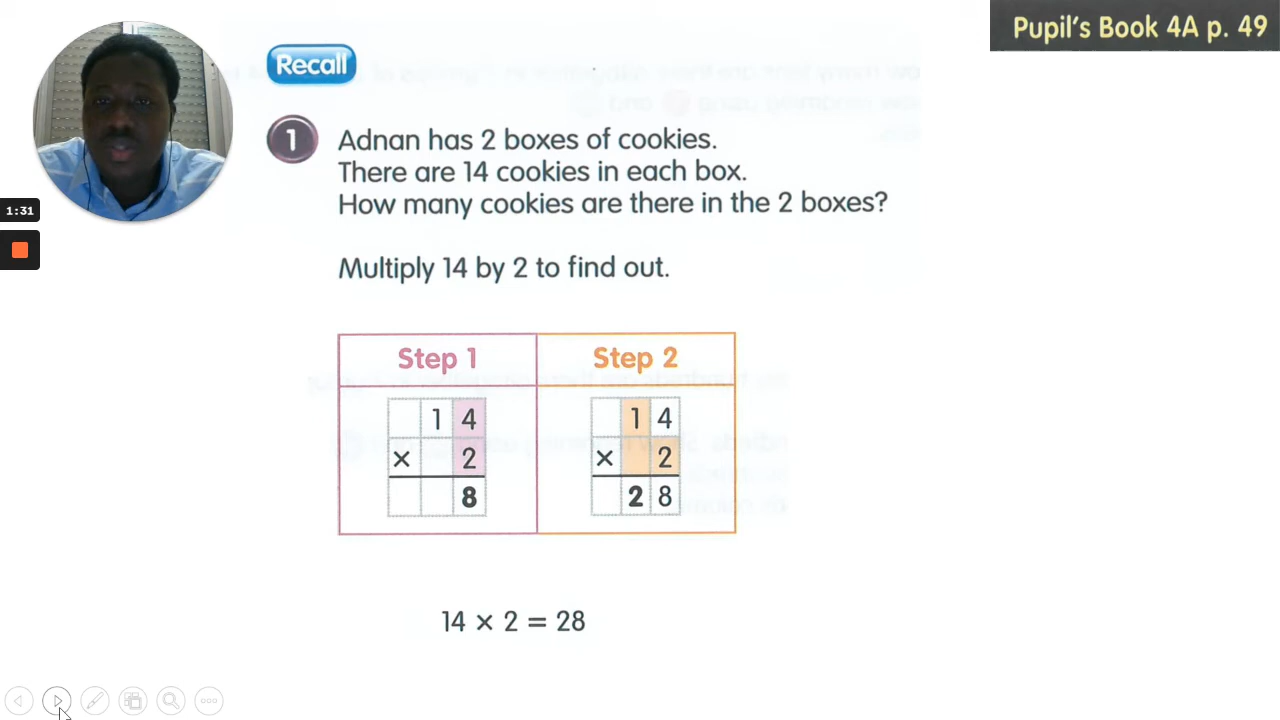 Pupil's Book 4A p. 49
Recall
1 Adnan has 2 boxes of cookies.
There are 14 cookies in each box.
How many cookies are there in the 2 boxes?
1:31
Multiply 14 by 2 to find out.
Step 1 Step 2
1 4 1 4
× 2 × 2
8 2 8
14 × 2 = 28